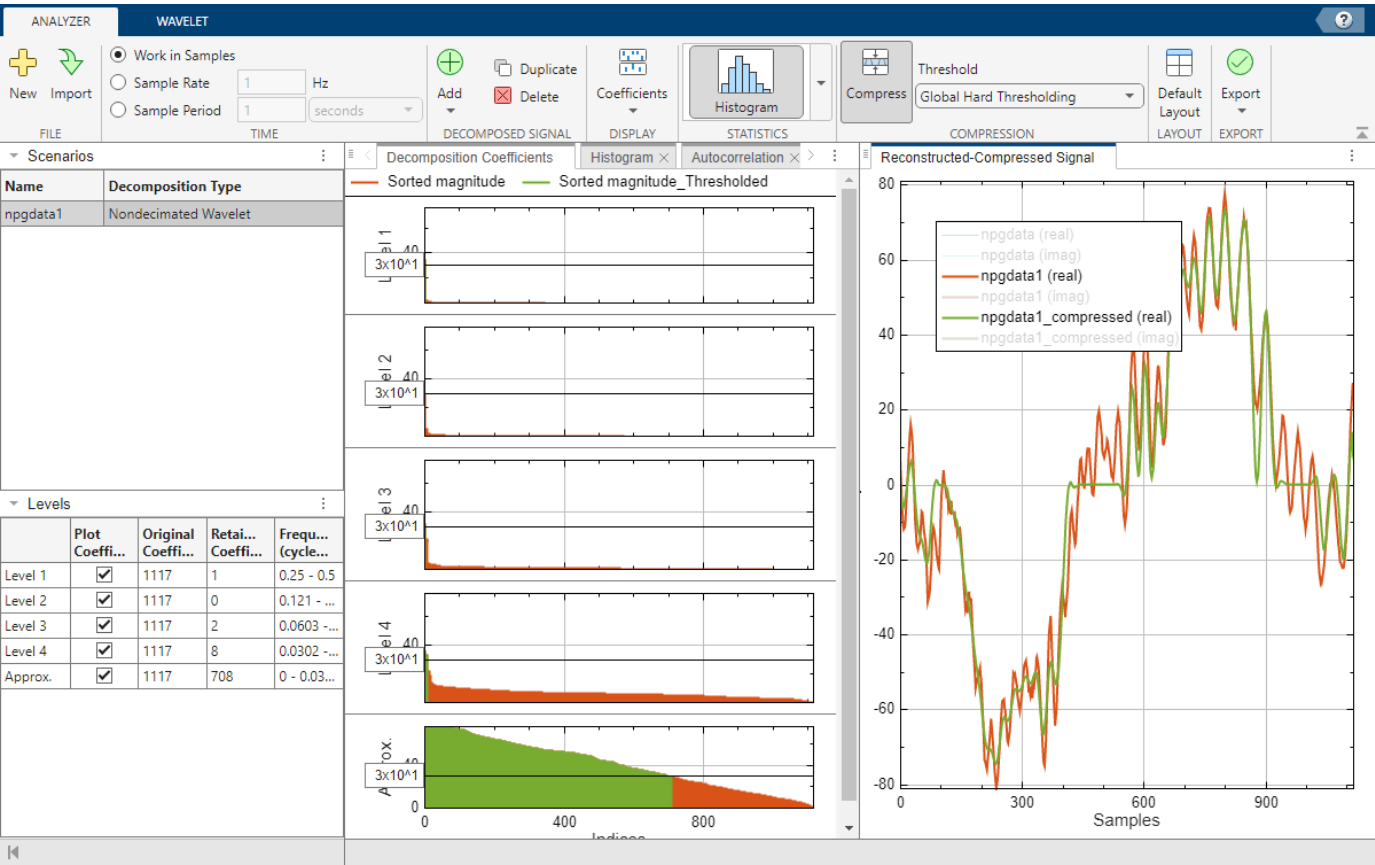 ANALYZER WAVELET ?
New Import
Work in Samples
Sample Rate 1 Hz
Sample Period 1 seconds
Add Duplicate
Delete
Coefficients
Histogram
Compress
Threshold
Global Hard Thresholding
Default
Layout
Export
FILE TIME DECOMPOSED SIGNAL DISPLAY STATISTICS COMPRESSION LAYOUT EXPORT
Scenarios
Name Decomposition Type
npgdata1 Nondecimated Wavelet
Levels
Plot Original Retai... Frequ...
Coeffi... Coeffi... Coeffi... (cycle...
Level 1 1117 1 0.25 - 0.5
Level 2 1117 0 0.121 - ...
Level 3 1117 2 0.0603 -...
Level 4 1117 8 0.0302 -...
Approx. 1117 708 0 - 0.03...
Decomposition Coefficients Histogram Autocorrelation
Sorted magnitude Sorted magnitude_Thresholded
40
3x10^1
40
3x10^1
40
3x10^1
40
3x10^1
3x10^1
0
0 400 800
Indices
Reconstructed-Compressed Signal
80
60
40
20
0
-20
-40
-60
-80
npgdata (real)
npgdata (imag)
npgdata1 (real)
npgdata1 (imag)
npgdata1_compressed (real)
npgdata1_compressed (imag)
0 300 600 900
Samples